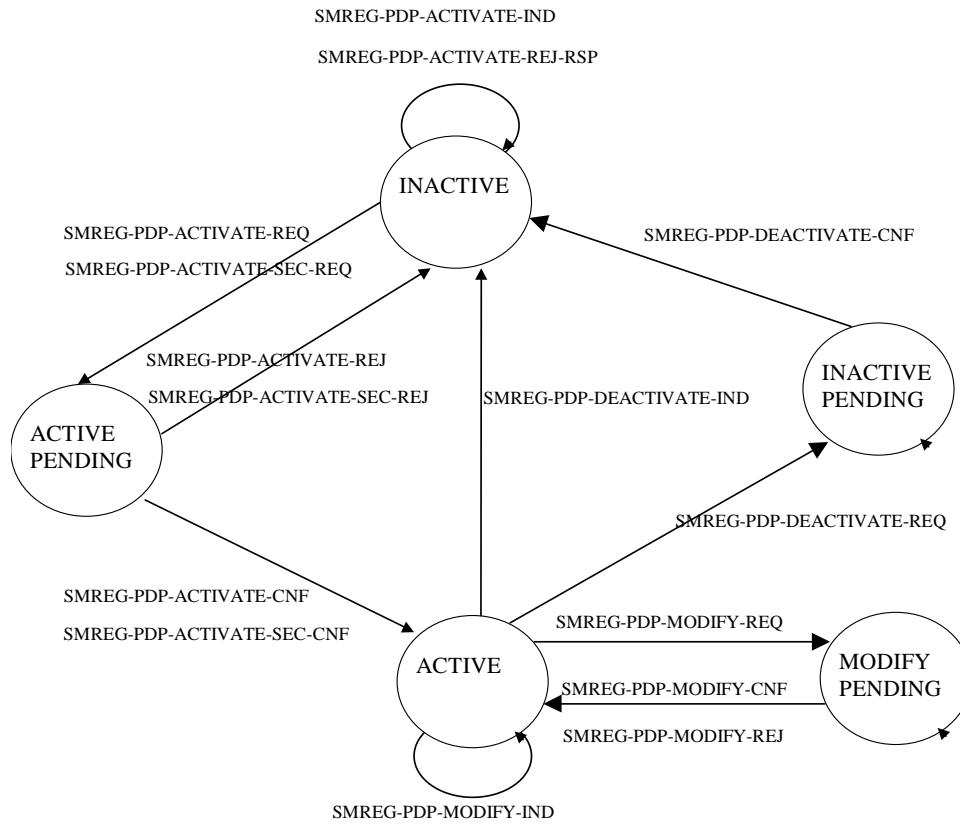 SMREG-PDP-ACTIVATE-IND
SMREG-PDP-ACTIVATE-REJ-RSP
INACTIVE
SMREG-PDP-ACTIVATE-REQ
SMREG-PDP-ACTIVATE-SEC-REQ
SMREG-PDP-DEACTIVATE-CNF
SMREG-PDP-ACTIVATE-REJ
SMREG-PDP-ACTIVATE-SEC-REJ
SMREG-PDP-DEACTIVATE-IND
INACTIVE
PENDING
ACTIVE
PENDING
SMREG-PDP-DEACTIVATE-REQ
SMREG-PDP-ACTIVATE-CNF
SMREG-PDP-ACTIVATE-SEC-CNF
ACTIVE
SMREG-PDP-MODIFY-REQ
SMREG-PDP-MODIFY-CNF
SMREG-PDP-MODIFY-REJ
MODIFY
PENDING
SMREG-PDP-MODIFY-IND